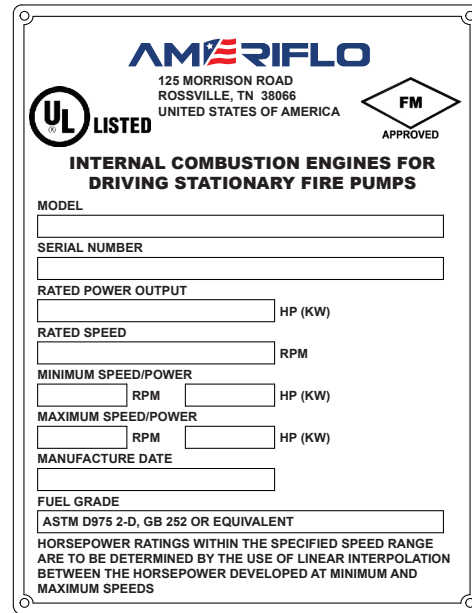 AMERIFLO
125 MORRISON ROAD
ROSSVILLE, TN 38066
UNITED STATES OF AMERICA
UL
®
LISTED
FM
APPROVED
INTERNAL COMBUSTION ENGINES FOR
DRIVING STATIONARY FIRE PUMPS
MODEL
SERIAL NUMBER
RATED POWER OUTPUT
HP (KW)
RATED SPEED
RPM
MINIMUM SPEED/POWER
RPM HP (KW)
MAXIMUM SPEED/POWER
RPM HP (KW)
MANUFACTURE DATE
FUEL GRADE
ASTM D975 2-D, GB 252 OR EQUIVALENT
HORSEPOWER RATINGS WITHIN THE SPECIFIED SPEED RANGE
ARE TO BE DETERMINED BY THE USE OF LINEAR INTERPOLATION
BETWEEN THE HORSEPOWER DEVELOPED AT MINIMUM AND
MAXIMUM SPEEDS